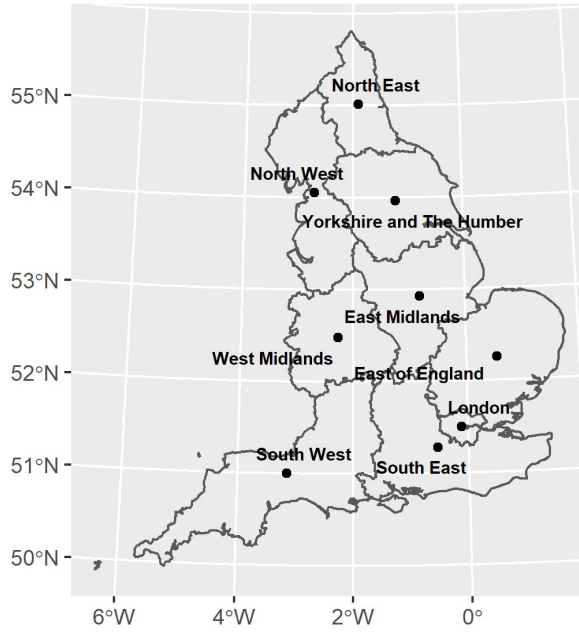 55°N
54°N
53°N
52°N
51°N
50°N
North East
North West
Yorkshire and The Humber
East Midlands
West Midlands
East of England
London
South West
South East
6°W
4°W
2°W
0°